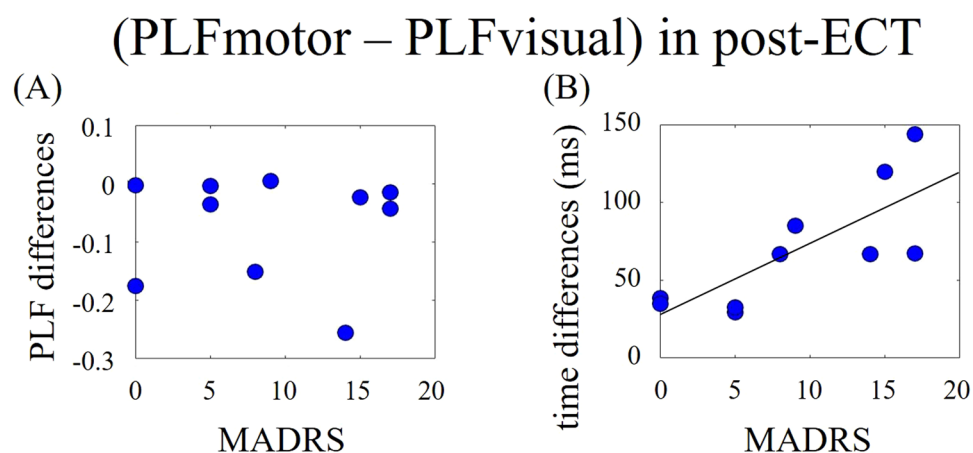 (PLFmotor – PLFvisual) in post-ECT
(A)
PLF differences
0.1
0
-0.1
-0.2
-0.3
0 5 10 15 20
MADRS
(B)
time differences (ms)
150
100
50
0
0 5 10 15 20
MADRS